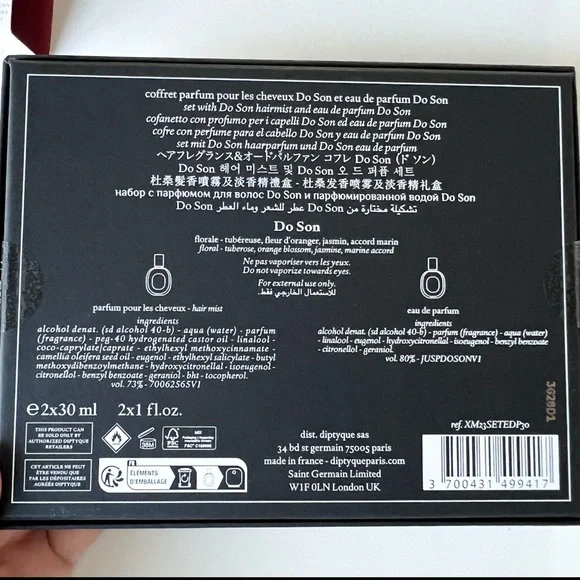 coffret parfum pour les cheveux Do Son et eau de parfum Do Son
set with Do Son hairmist and eau de parfum Do Son
cofanetto con profumo per i capelli Do Son ed eau de parfum Do Son
cofre con perfume para el cabello Do Son y eau de parfum Do Son
set mit Do Son haarparfum und Do Son eau de parfum
ヘアフレグランス&オードパルファン コフレ Do Son (ド ソン)
Do Son 헤어 미스트 및 Do Son 오 드 퍼퓸 세트
杜桑髮香噴霧及淡香精禮盒 - 杜桑发香喷雾及淡香精礼盒
набор с парфюмом для волос Do Son и парфюмированной водой Do Son
تشكيلة مختارة من Do Son عطر للشعر وماء العطر Do Son
Do Son
florale - tubéreuse, fleur d'oranger, jasmin, accord marin
floral - tuberose, orange blossom, jasmine, marine accord
Ne pas vaporiser vers les yeux.
Do not vaporize towards eyes.
For external use only.
للاستعمال الخارجي فقط.
parfum pour les cheveux - hair mist
ingredients
alcohol denat. (sd alcohol 40-b) - aqua (water) - parfum
(fragrance) - peg-40 hydrogenated castor oil - linalool -
coco-caprylate/caprate - ethylhexyl methoxycinnamate -
camellia oleifera seed oil - eugenol - ethylhexyl salicylate - butyl
methoxydibenzoylmethane - hydroxycitronellal - isoeugenol -
citronellol - benzyl benzoate - geraniol - bht - tocopherol.
vol. 73% - 70062565V1
eau de parfum
ingredients
alcohol denat. (sd alcohol 40-b) - parfum (fragrance) - aqua (water)
- linalool - eugenol - hydroxycitronellal - isoeugenol - benzyl benzoate
- citronellol - geraniol.
vol. 80% - JUSPDOSONV1
3G28D1
℮ 2x30 ml 2x1 fl.oz.
THIS PRODUCT CAN
BE SOLD ONLY BY
AUTHORIZED DIPTYQUE
RETAILERS
36M
FSC
MIX
CET ARTICLE NE PEUT
ÊTRE VENDU QUE
PAR LES DÉPOSITAIRES
AGRÉÉS DIPTYQUE
FR
ÉLÉMENTS
D'EMBALLAGE
dist. diptyque sas
34 bd st germain 75005 paris
made in france - diptyqueparis.com
Saint Germain Limited
W1F 0LN London UK
ref. XM23SETEDP30
3 700431 499417